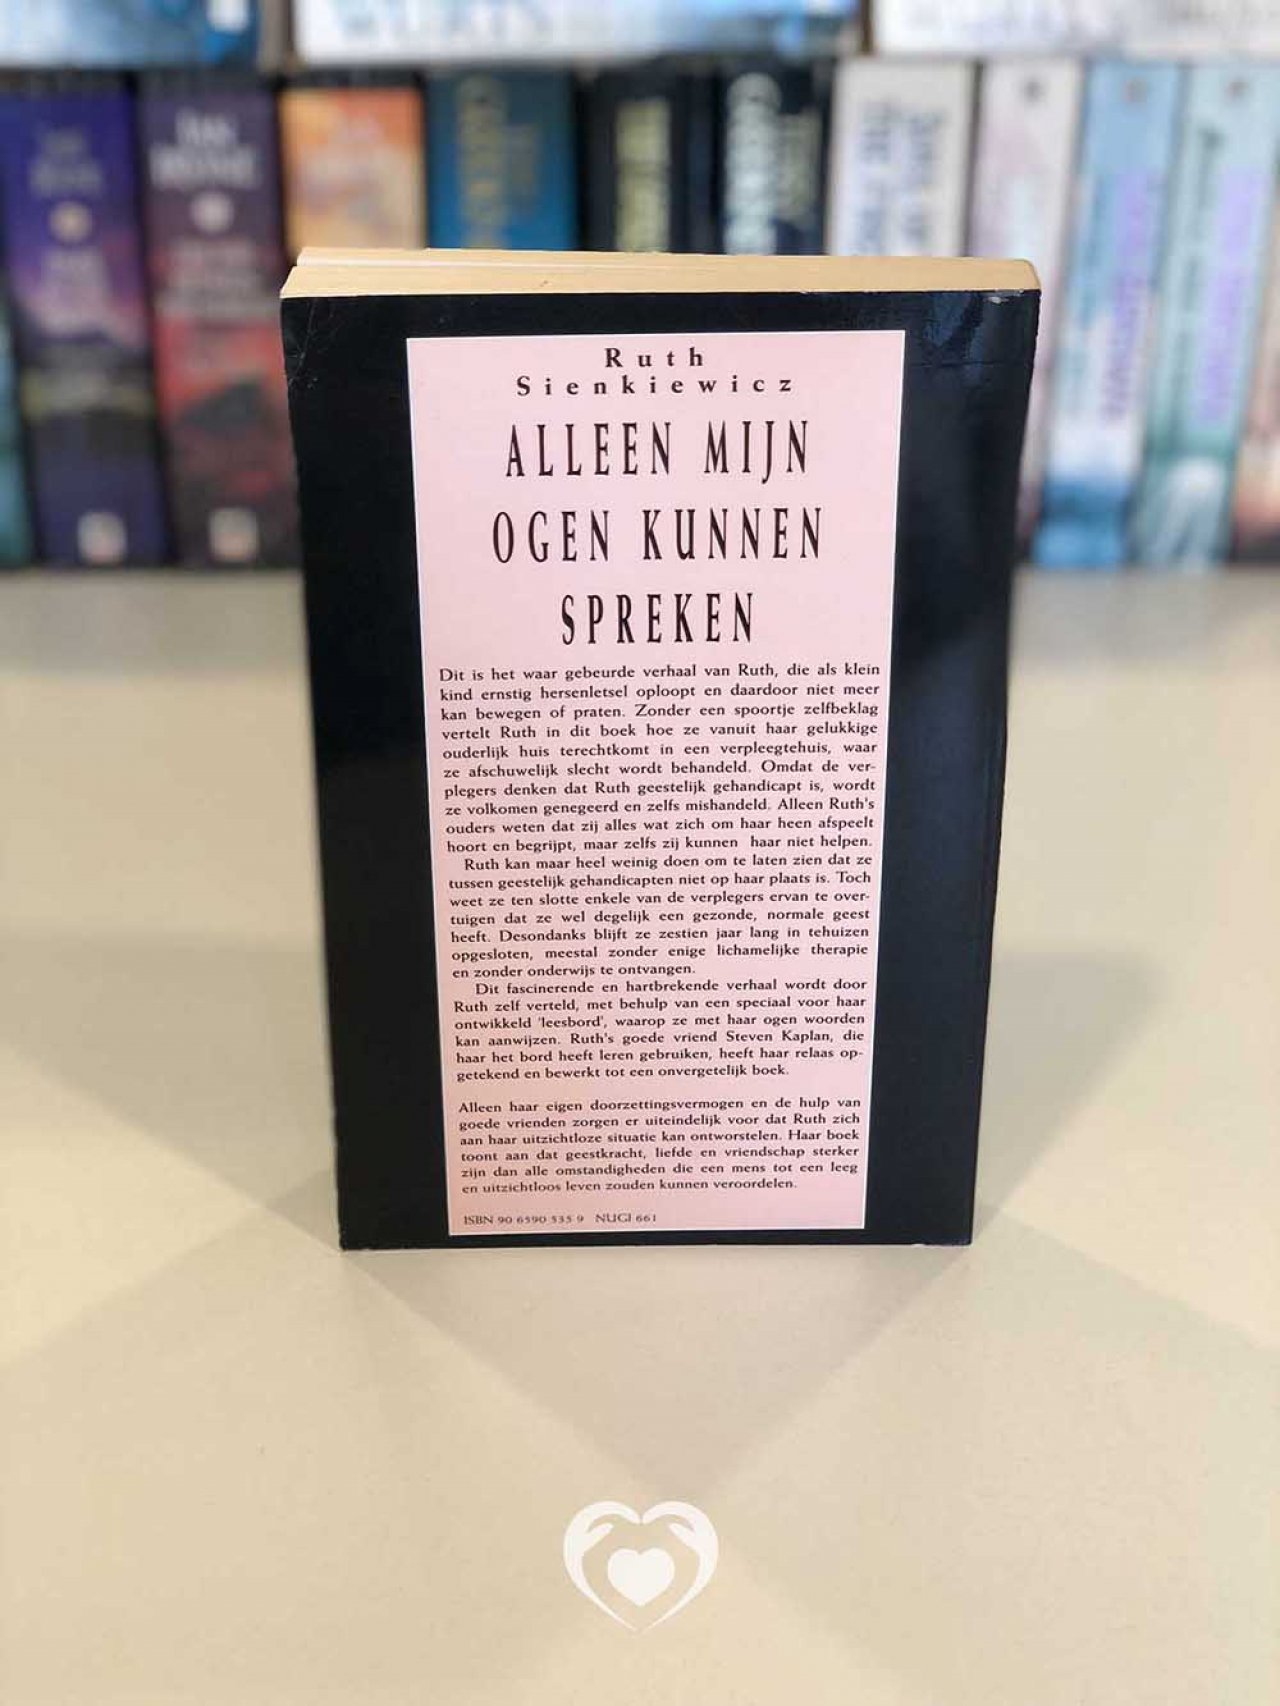 Ruth
Sienkiewicz
ALLEEN MIJN
OGEN KUNNEN
SPREKEN
Dit is het waar gebeurde verhaal van Ruth, die als klein
kind ernstig hersenletsel oploopt en daardoor niet meer
kan bewegen of praten. Zonder een spoortje zelfbeklag
vertelt Ruth in dit boek hoe ze vanuit haar gelukkige
ouderlijk huis terechtkomt in een verpleegtehuis, waar
ze afschuwelijk slecht wordt behandeld. Omdat de ver-
plegers denken dat Ruth geestelijk gehandicapt is, wordt
ze volkomen genegeerd en zelfs mishandeld. Alleen Ruth's
ouders weten dat zij alles wat zich om haar heen afspeelt
hoort en begrijpt, maar zelfs zij kunnen haar niet helpen.
Ruth kan maar heel weinig doen om te laten zien dat ze
tussen geestelijk gehandicapten niet op haar plaats is. Toch
weet ze ten slotte enkele van de verplegers ervan te over-
tuigen dat ze wel degelijk een gezonde, normale geest
heeft. Desondanks blijft ze zestien jaar lang in tehuizen
opgesloten, meestal zonder enige lichamelijke therapie
en zonder onderwijs te ontvangen.
Dit fascinerende en hartbrekende verhaal wordt door
Ruth zelf verteld, met behulp van een speciaal voor haar
ontwikkeld 'leesbord', waarop ze met haar ogen woorden
kan aanwijzen. Ruth's goede vriend Steven Kaplan, die
haar het bord heeft leren gebruiken, heeft haar relaas op-
getekend en bewerkt tot een onvergetelijk boek.
Alleen haar eigen doorzettingsvermogen en de hulp van
goede vrienden zorgen er uiteindelijk voor dat Ruth zich
aan haar uitzichtloze situatie kan ontworstelen. Haar boek
toont aan dat geestkracht, liefde en vriendschap sterker
zijn dan alle omstandigheden die een mens tot een leeg
en uitzichtloos leven zouden kunnen veroordelen.
ISBN 90 6590 535 9 NUGI 661